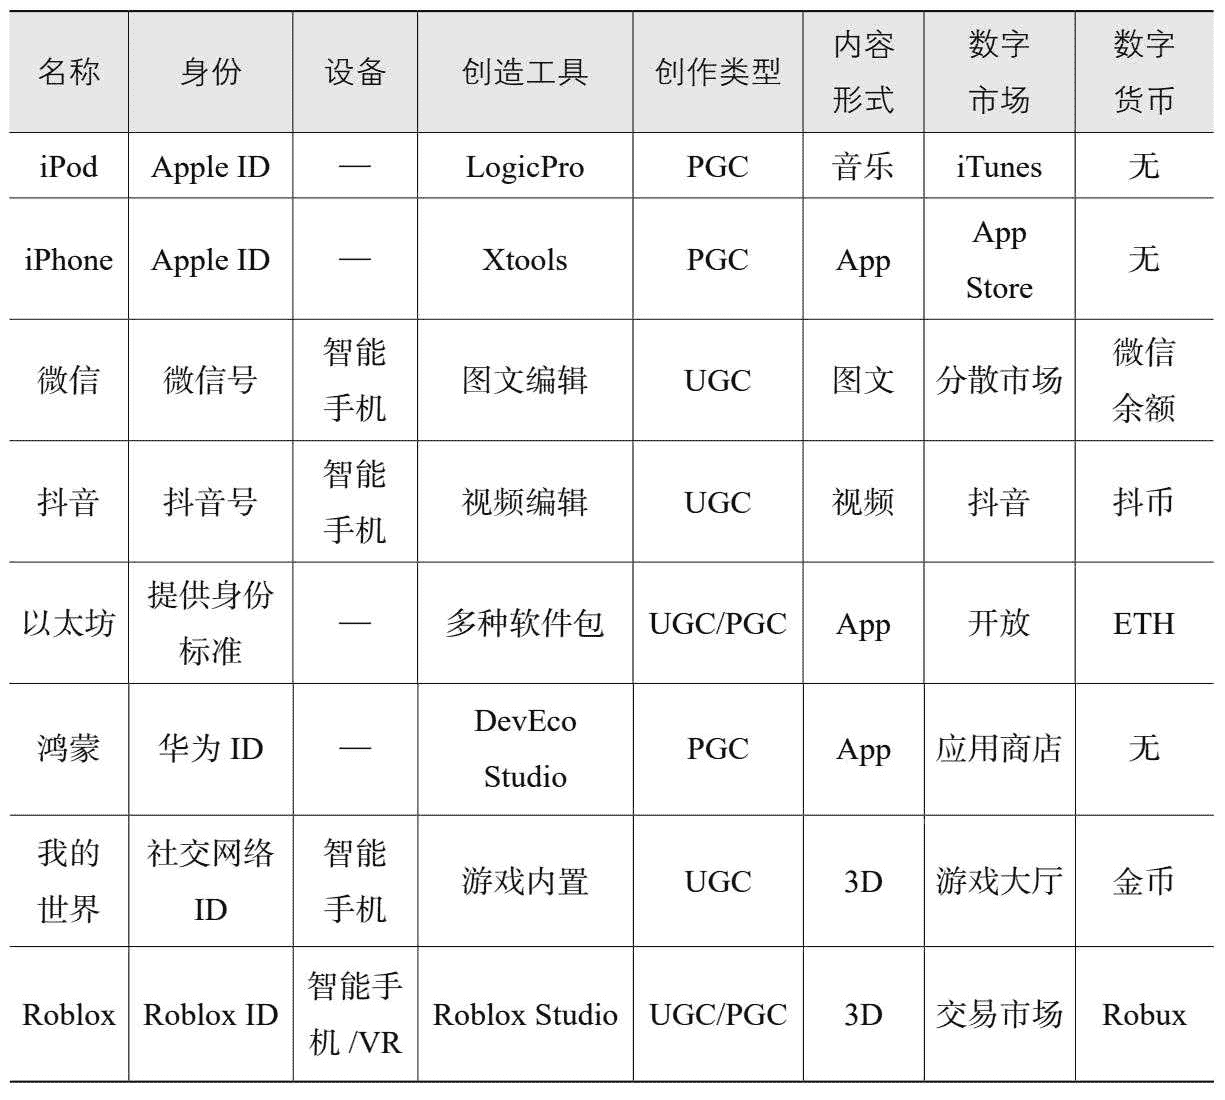 名称 身份 设备 创造工具 创作类型 内容形式 数字市场 数字货币
iPod Apple ID — LogicPro PGC 音乐 iTunes 无
iPhone Apple ID — Xtools PGC App App Store 无
微信 微信号 智能手机 图文编辑 UGC 图文 分散市场 微信余额
抖音 抖音号 智能手机 视频编辑 UGC 视频 抖音 抖币
以太坊 提供身份标准 — 多种软件包 UGC/PGC App 开放 ETH
鸿蒙 华为 ID — DevEco Studio PGC App 应用商店 无
我的世界 社交网络 ID 智能手机 游戏内置 UGC 3D 游戏大厅 金币
Roblox Roblox ID 智能手机 /VR Roblox Studio UGC/PGC 3D 交易市场 Robux